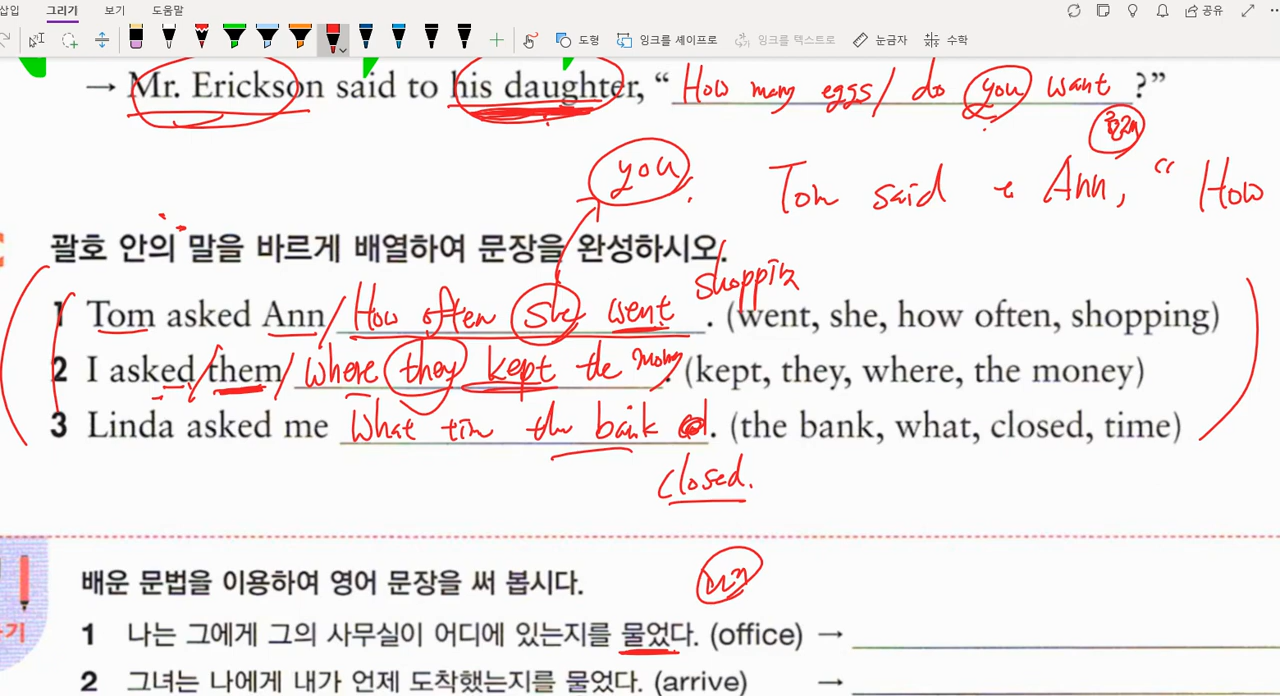 삽입 그리기 보기 도움말 공유
도형 잉크를 셰이프로 잉크를 텍스트로 눈금자 수학
→ Mr. Erickson said to his daughter, “How many eggs/ do you want ?”
you
Tom said Ann, “ How
괄호 안의 말을 바르게 배열하여 문장을 완성하시오.
1 Tom asked Ann / How often she went shopping. (went, she, how often, shopping)
2 I asked/them/ where they kept the money. (kept, they, where, the money)
3 Linda asked me What tim the bank closed. (the bank, what, closed, time)
배운 문법을 이용하여 영어 문장을 써 봅시다.
1 나는 그에게 그의 사무실이 어디에 있는지를 물었다. (office) →
2 그녀는 나에게 내가 언제 도착했는지를 물었다. (arrive) →